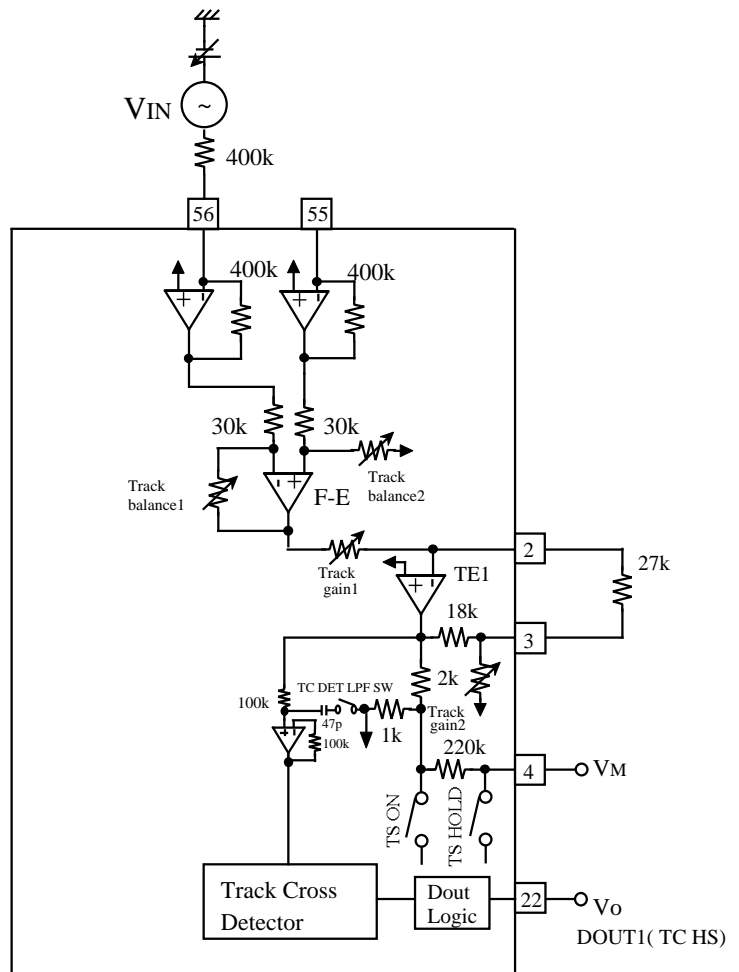 VIN
~
400k
56
55
400k
400k
+
-
+
-
30k
30k
Track
balance1
Track
balance2
-
+
F-E
2
Track
gain1
TE1
+
-
27k
18k
3
2k
TC DET LPF SW
100k
47p
1k
Track
gain2
+
-
100k
220k
4
VM
TS ON
TS HOLD
Track Cross
Detector
Dout
Logic
22
Vo
DOUT1( TC HS)